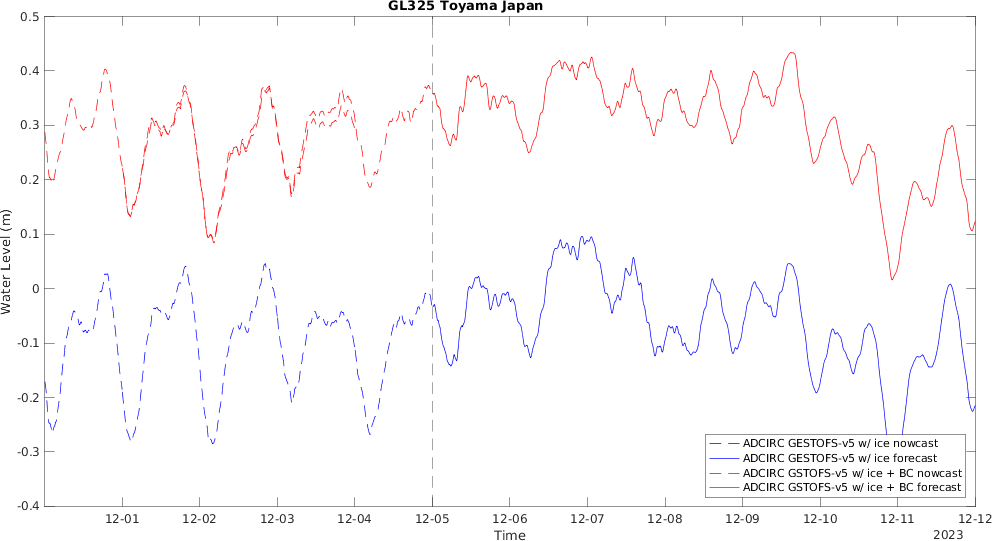 GL325 Toyama Japan
0.5
0.4
0.3
0.2
0.1
0
-0.1
-0.2
-0.3
-0.4
Water Level (m)
12-01 12-02 12-03 12-04 12-05 12-06 12-07 12-08 12-09 12-10 12-11 12-12
Time
2023
ADCIRC GESTOFS-v5 w/ ice nowcast
ADCIRC GESTOFS-v5 w/ ice forecast
ADCIRC GSTOFS-v5 w/ ice + BC nowcast
ADCIRC GSTOFS-v5 w/ ice + BC forecast